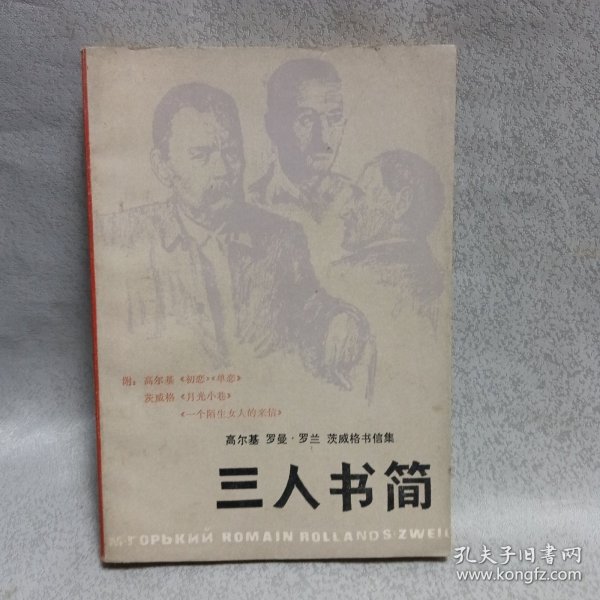 附：高尔基《初恋》《单恋》
茨威格《月光小巷》
《一个陌生女人的来信》
高尔基 罗曼·罗兰 茨威格书信集
三人书简
М·ГОРЬКИЙ ROMAIN ROLLAND S·ZWEIG
孔夫子旧书网
www.kongfz.com